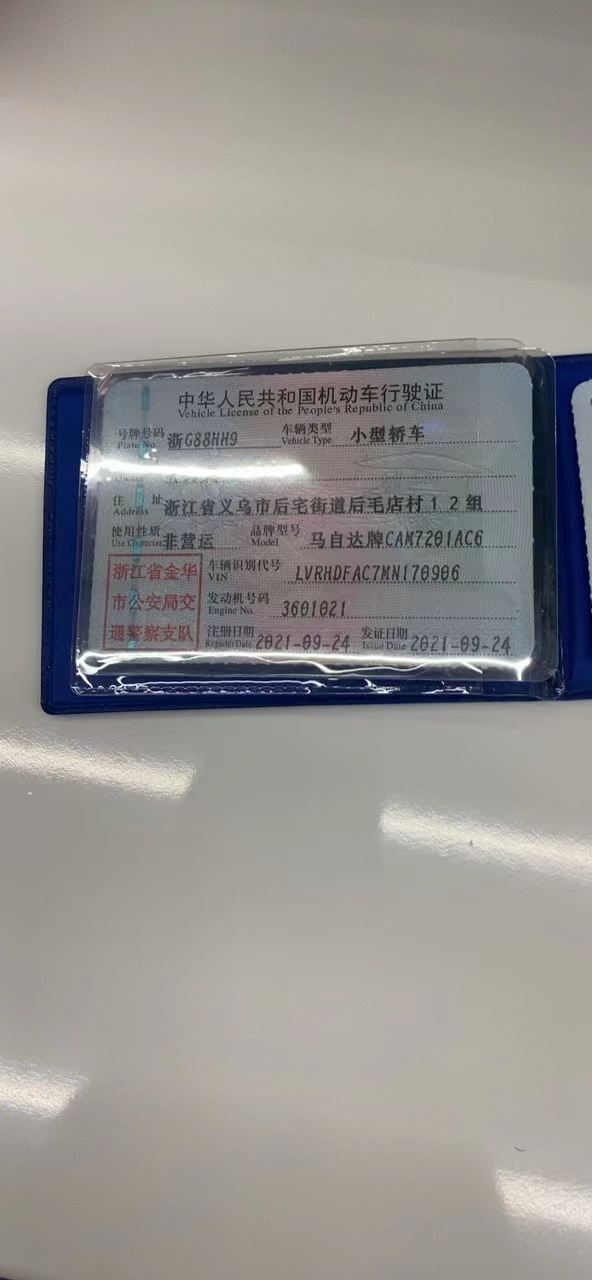 中华人民共和国机动车行驶证
Vehicle License of the People's Republic of China
号牌号码 浙G88HH9 车辆类型 小型轿车
Plate No. Vehicle Type
Owner
住 址 浙江省义乌市后宅街道后毛店村12组
Address
使用性质 非营运 品牌型号 马自达牌CAM7201AC6
Use Character Model
浙江省金华
市公安局交
通警察支队
车辆识别代号 LVRHDFAC7MN170906
VIN
发动机号码 3601021
Engine No.
注册日期 2021-09-24 发证日期 2021-09-24
Register Date Issue Date